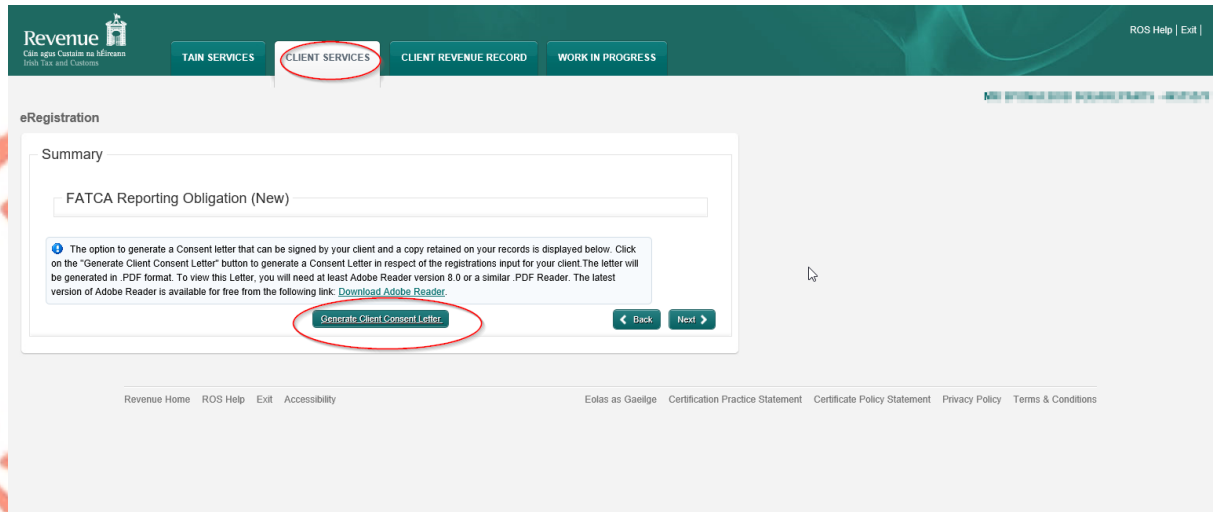 Revenue
Cáin agus Custaim na hÉireann
Irish Tax and Customs
TAIN SERVICES
CLIENT SERVICES
CLIENT REVENUE RECORD
WORK IN PROGRESS
ROS Help | Exit |
eRegistration
Summary
FATCA Reporting Obligation (New)
The option to generate a Consent letter that can be signed by your client and a copy retained on your records is displayed below. Click
on the "Generate Client Consent Letter" button to generate a Consent Letter in respect of the registrations input for your client.The letter will
be generated in .PDF format. To view this Letter, you will need at least Adobe Reader version 8.0 or a similar .PDF Reader. The latest
version of Adobe Reader is available for free from the following link: Download Adobe Reader.
Generate Client Consent Letter
Back
Next
Revenue Home ROS Help Exit Accessibility
Eolas as Gaeilge Certification Practice Statement Certificate Policy Statement Privacy Policy Terms & Conditions